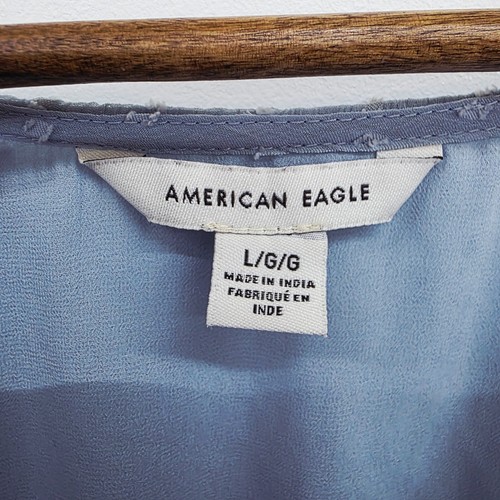 AMERICAN EAGLE
L/G/G
MADE IN INDIA
FABRIQUÉ EN
INDE